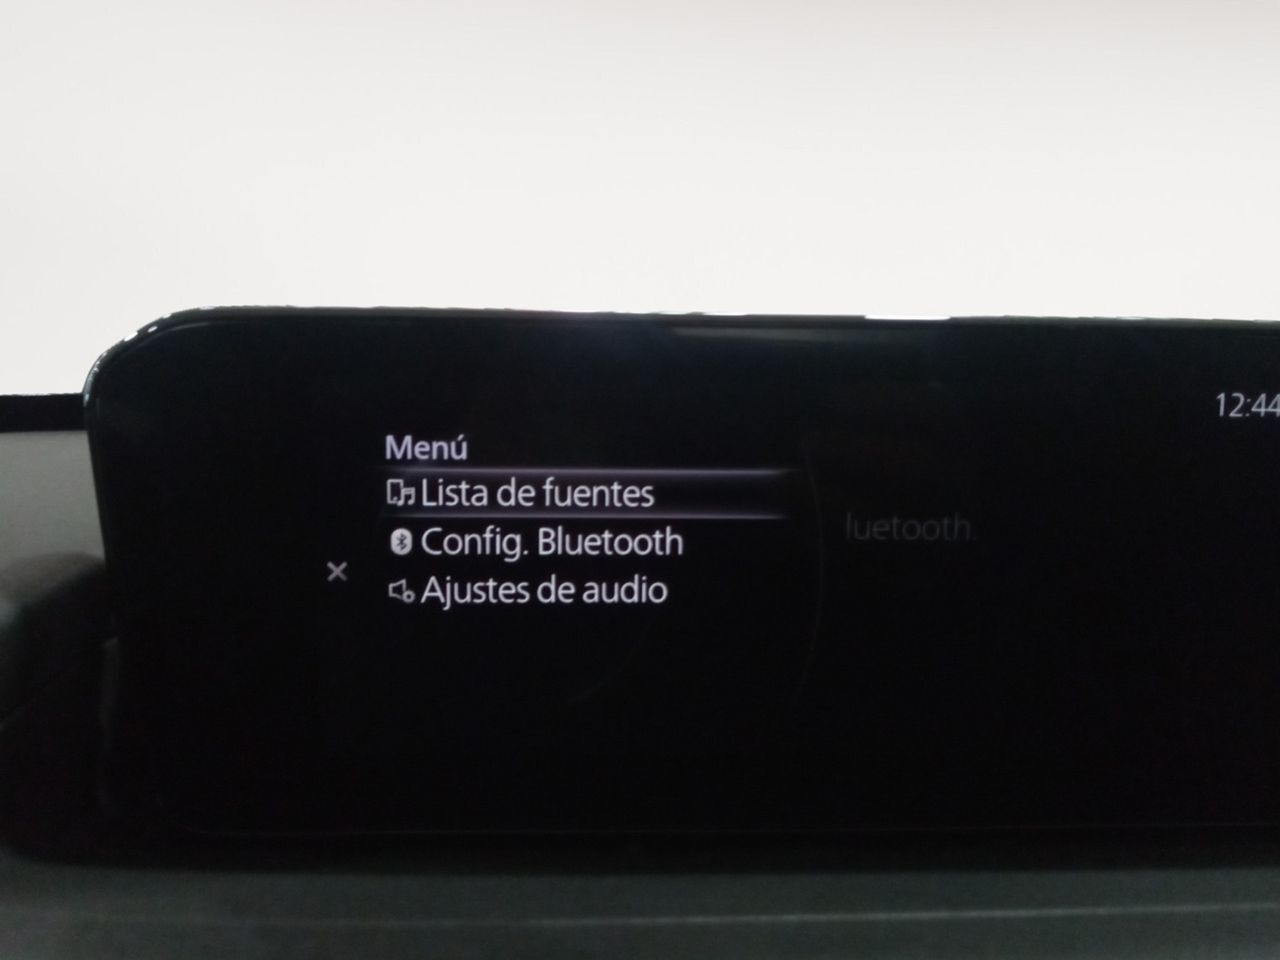 12:44
Menú
Lista de fuentes
Config. Bluetooth
luetooth.
Ajustes de audio